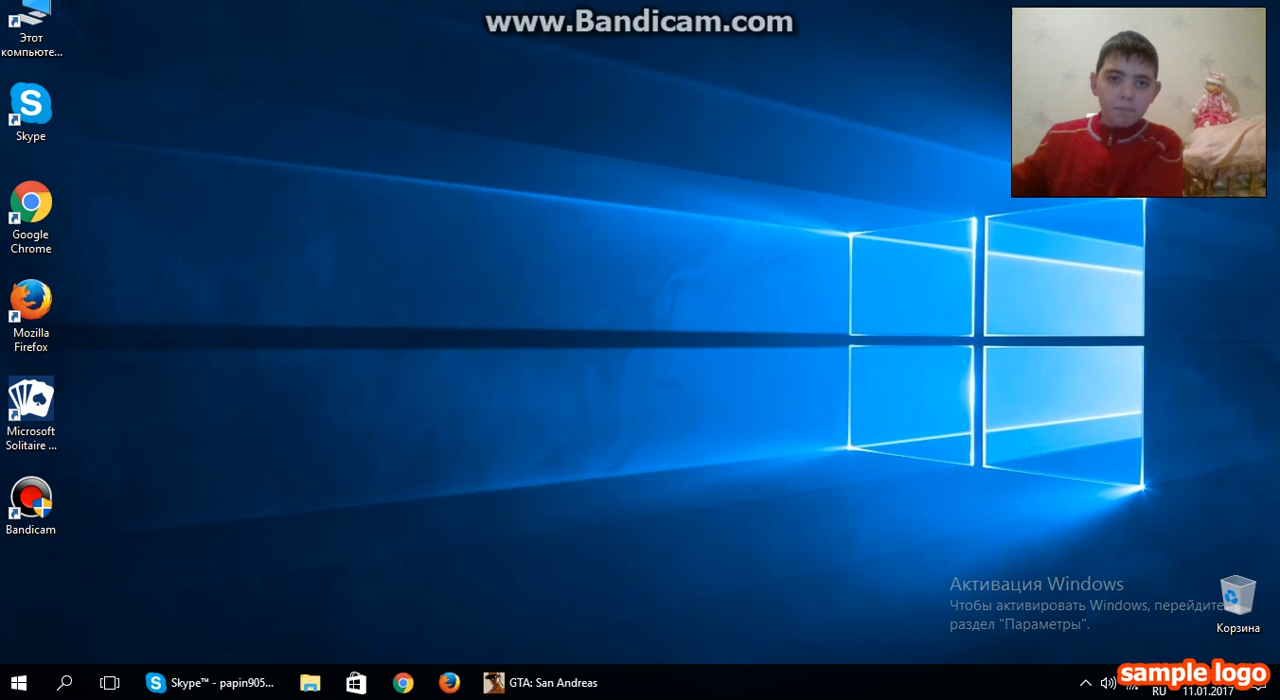 www.Bandicam.com
Этот
компьюте...
Skype
Google
Chrome
Mozilla
Firefox
Microsoft
Solitaire ...
Bandicam
Активация Windows
Чтобы активировать Windows, перейдите
раздел "Параметры".
Корзина
Skype™ - papin905...
GTA: San Andreas
sample logo
RU
11.01.2017